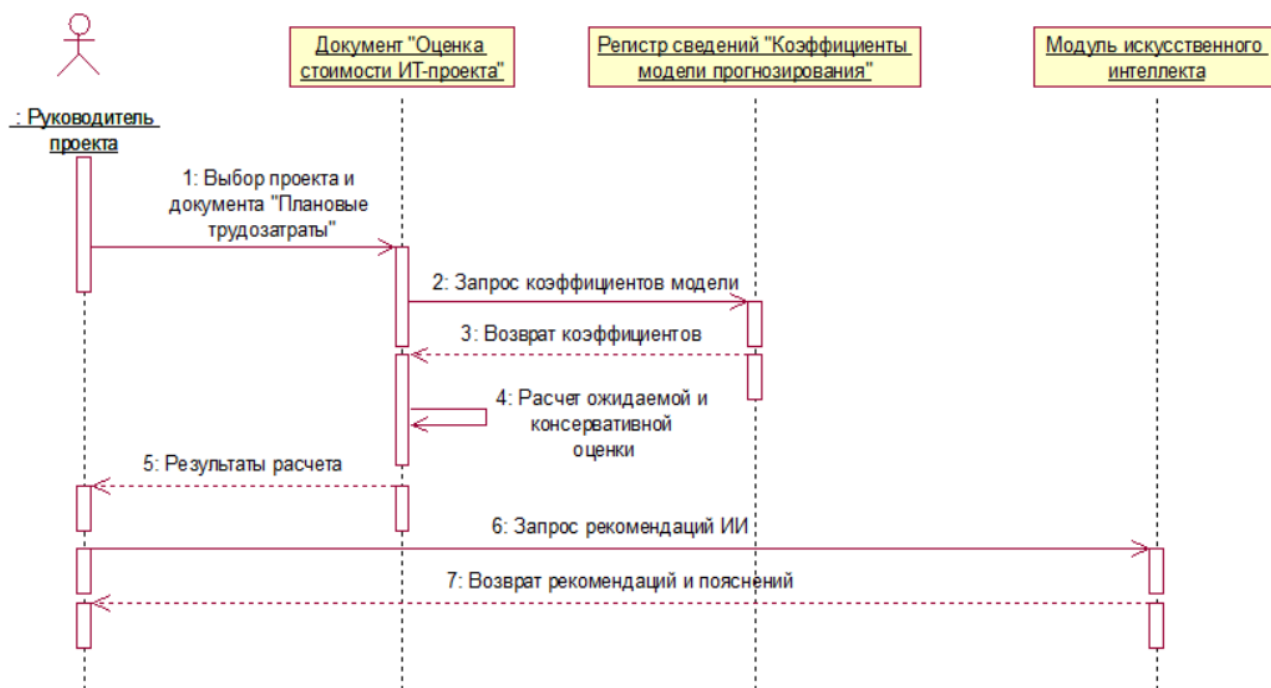 Документ "Оценка
стоимости ИТ-проекта"
Регистр сведений "Коэффициенты
модели прогнозирования"
Модуль искусственного
интеллекта
: Руководитель
проекта
1: Выбор проекта и
документа "Плановые
трудозатраты"
2: Запрос коэффициентов модели
3: Возврат коэффициентов
4: Расчет ожидаемой и
консервативной
оценки
5: Результаты расчета
6: Запрос рекомендаций ИИ
7: Возврат рекомендаций и пояснений